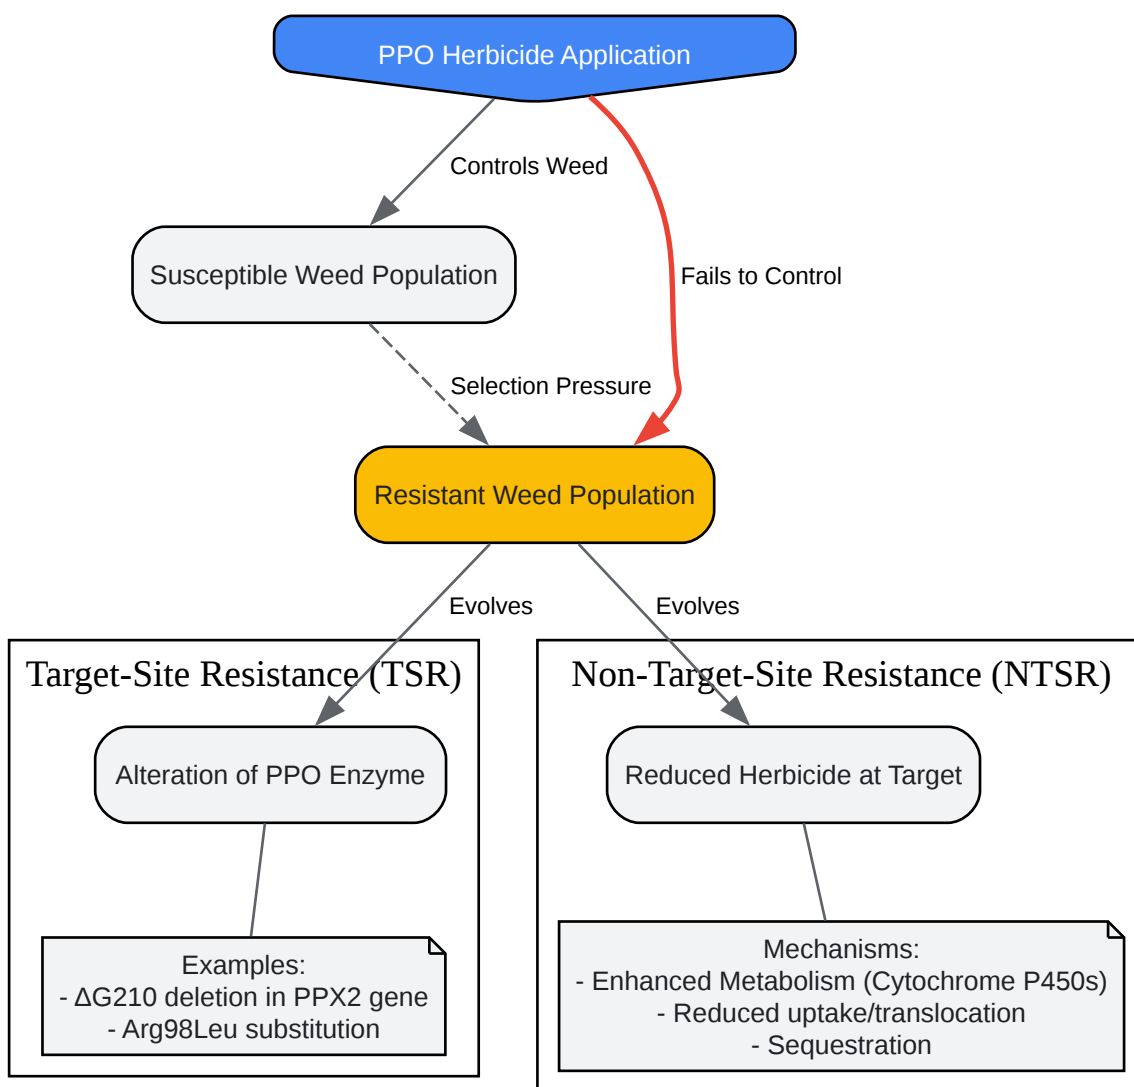 PPO Herbicide Application
Controls Weed
Susceptible Weed Population
Fails to Control
Selection Pressure
Resistant Weed Population
Evolves
Evolves
Target-Site Resistance (TSR)
Alteration of PPO Enzyme
Examples:
- ΔG210 deletion in PPX2 gene
- Arg98Leu substitution
Non-Target-Site Resistance (NTSR)
Reduced Herbicide at Target
Mechanisms:
- Enhanced Metabolism (Cytochrome P450s)
- Reduced uptake/translocation
- Sequestration